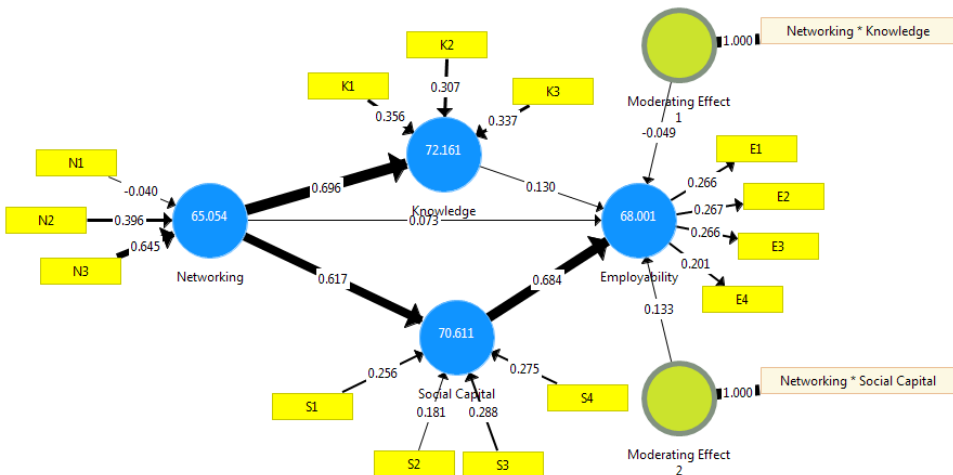 Networking * Knowledge
1.000
K2
K1
0.307
K3
0.356
0.337
Moderating Effect
1
-0.049
72.161
E1
N1
0.266
0.696
0.130
-0.040
E2
0.267
N2
0.396
65.054
Knowledge
0.073
68.001
0.266
E3
0.645
N3
0.201
Networking
0.617
0.684
Employability
E4
0.133
70.611
0.256
0.275
Networking * Social Capital
1.000
Social Capital
S1
0.181
0.288
S4
Moderating Effect
2
S2
S3